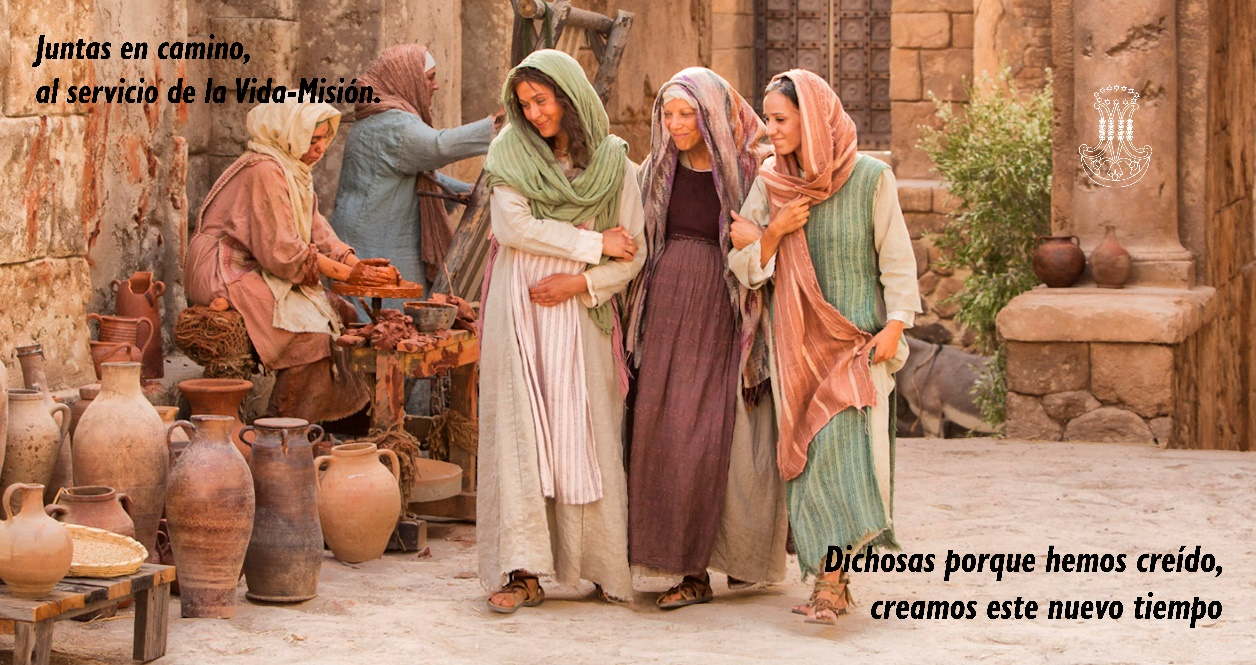 Juntas en camino,
al servicio de la Vida-Misión.
Dichosas porque hemos creído,
creamos este nuevo tiempo